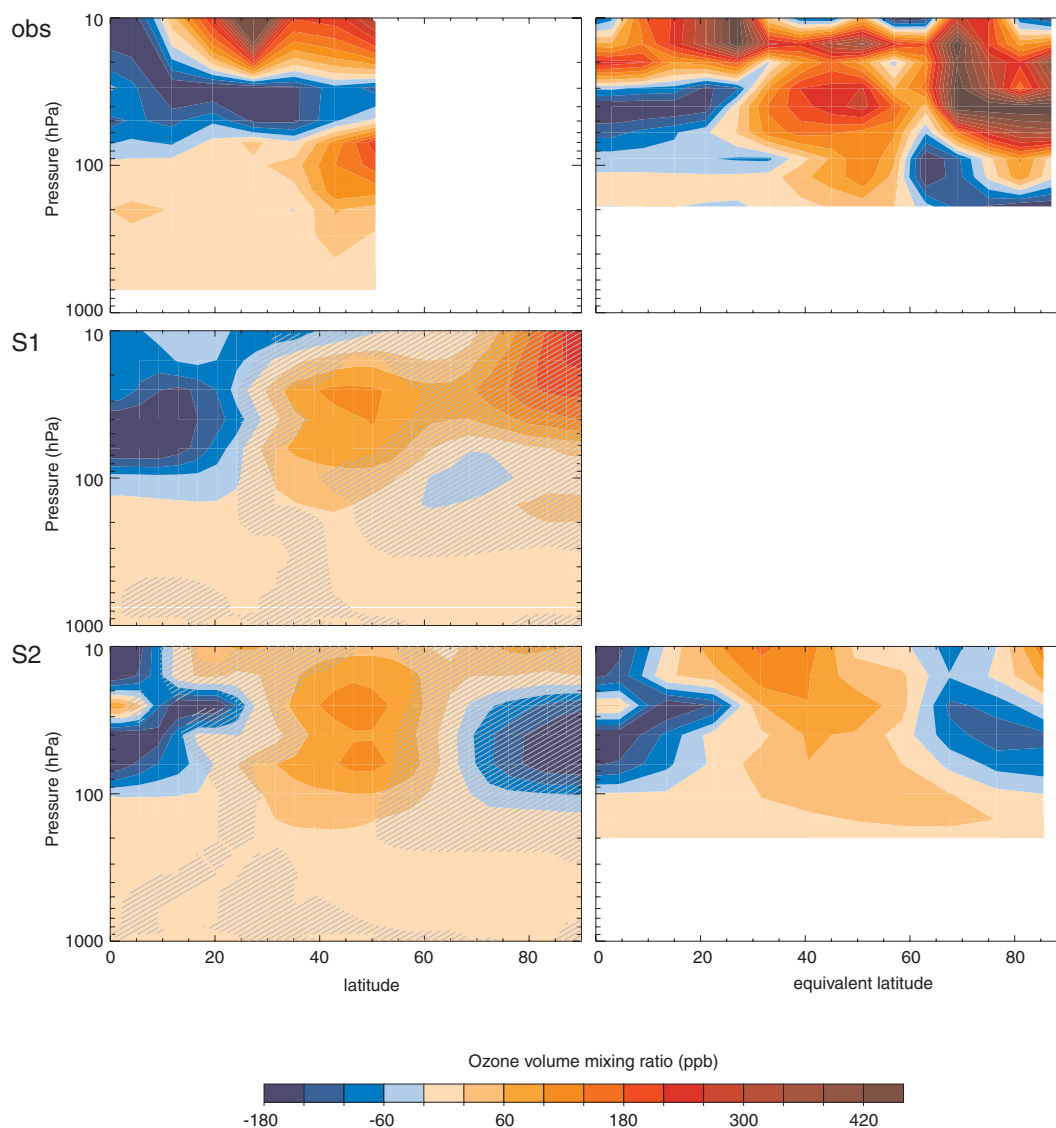 obs
10
100
1000
Pressure (hPa)
S1
10
100
1000
Pressure (hPa)
S2
10
100
1000
Pressure (hPa)
0 20 40 60 80
latitude
0 20 40 60 80
equivalent latitude
Ozone volume mixing ratio (ppb)
-180 -60 60 180 300 420